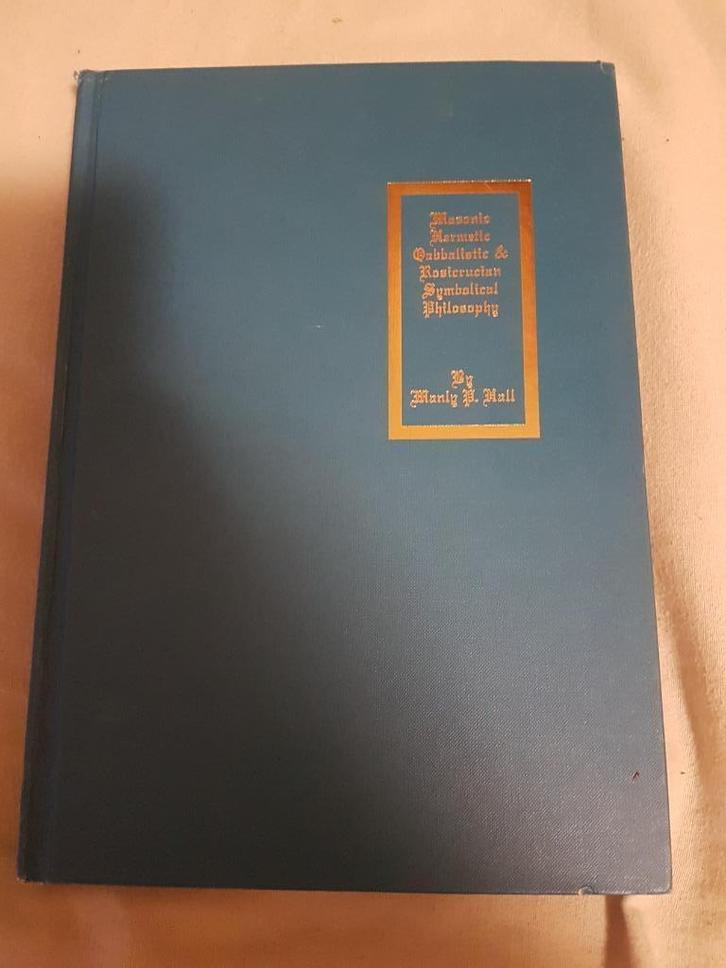 Masonic
Hermetic
Qabbalistic &
Rosicrucian
Symbolical
Philosophy
By
Manly P. Hall